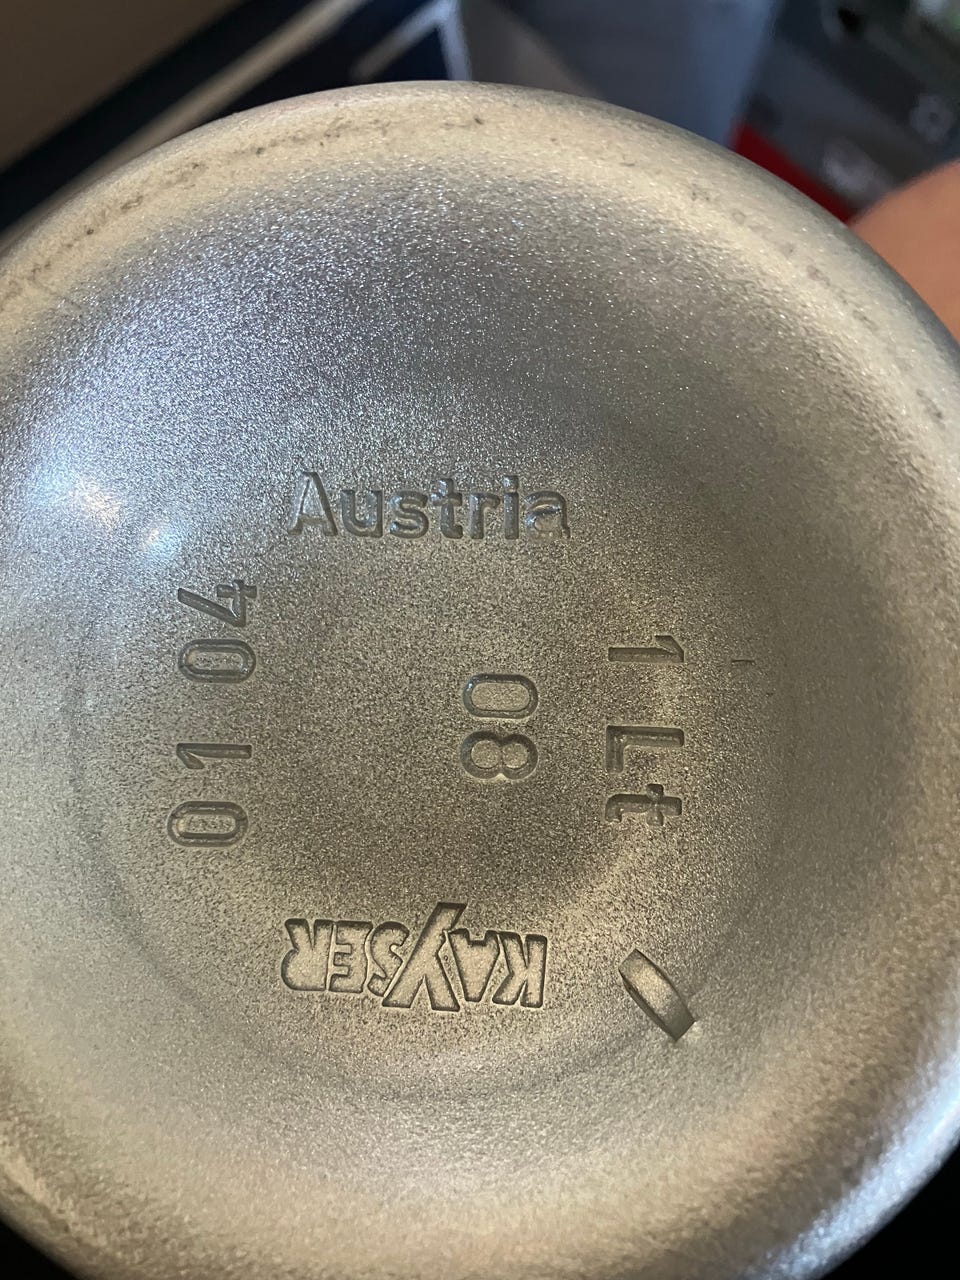 Austria
01 04
08
1 Lt
KAYSER